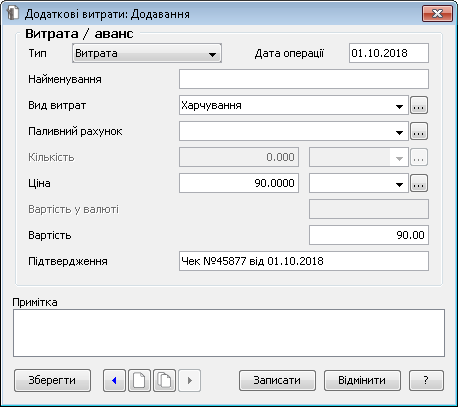 Додаткові витрати: Додавання
Витрата / аванс
Тип Витрата Дата операції 01.10.2018
Найменування
Вид витрат Харчування ...
Паливний рахунок ...
Кількість 0.000 ...
Ціна 90.0000 ...
Вартість у валюті
Вартість 90.00
Підтвердження Чек №45877 від 01.10.2018
Примітка
Зберегти Записати Відмінити ?